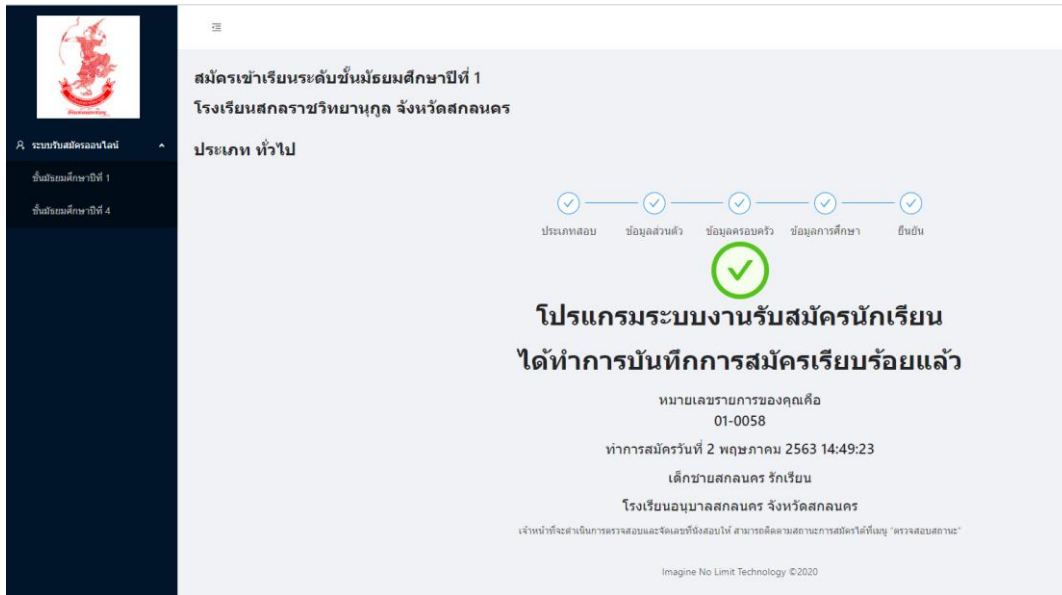 สมัครเข้าเรียนระดับชั้นมัธยมศึกษาปีที่ 1
โรงเรียนสกลราชวิทยานุกูล จังหวัดสกลนคร
ระบบรับสมัครออนไลน์
ประเภท ทั่วไป
ชั้นมัธยมศึกษาปีที่ 1
ชั้นมัธยมศึกษาปีที่ 4
ประเภทสอบ ข้อมูลส่วนตัว ข้อมูลครอบครัว ข้อมูลการศึกษา ยืนยัน
โปรแกรมระบบงานรับสมัครนักเรียน
ได้ทำการบันทึกการสมัครเรียบร้อยแล้ว
หมายเลขรายการของคุณคือ
01-0058
ทำการสมัครวันที่ 2 พฤษภาคม 2563 14:49:23
เด็กชายสกลนคร รักเรียน
โรงเรียนอนุบาลสกลนคร จังหวัดสกลนคร
เจ้าหน้าที่จะดำเนินการตรวจสอบและจัดเลขที่นั่งสอบให้ สามารถติดตามสถานะการสมัครได้ที่เมนู "ตรวจสอบสถานะ"
Imagine No Limit Technology ©2020